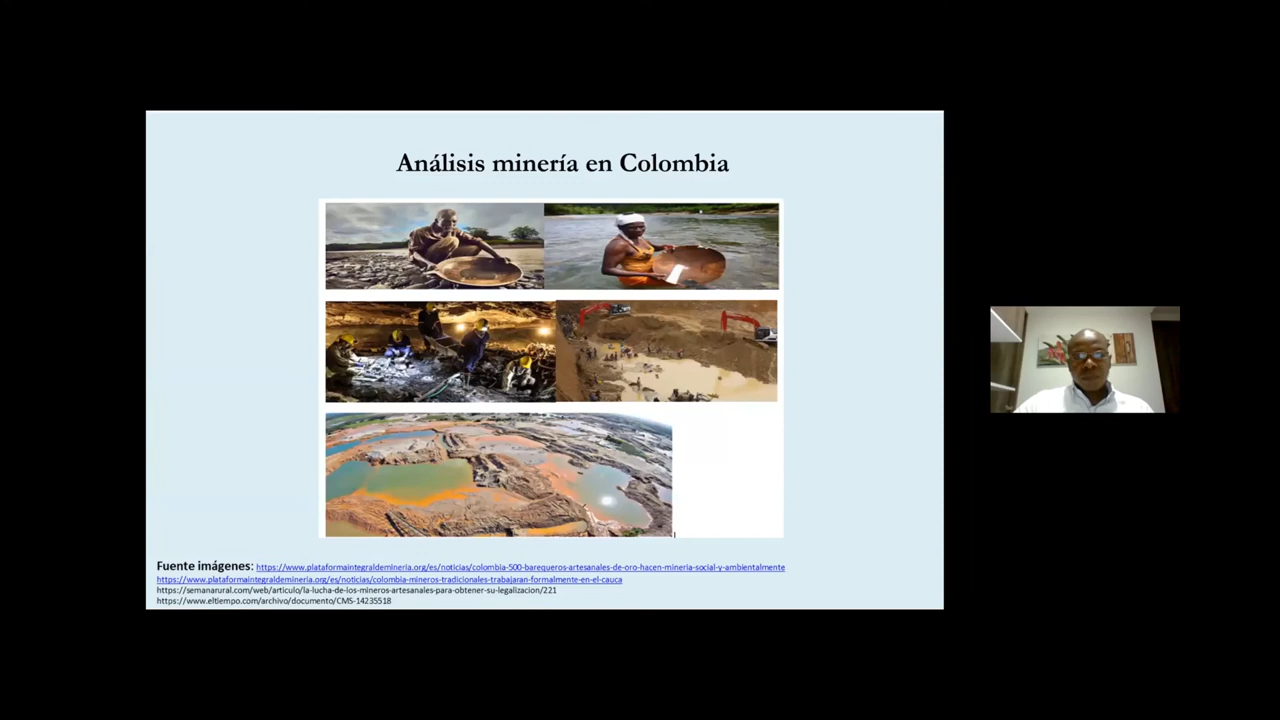 Análisis minería en Colombia
Fuente imágenes: https://www.plataformaintegraldemineria.org/es/noticias/colombia-500-barequeros-artesanales-de-oro-hacen-mineria-social-y-ambientalmente
https://www.plataformaintegraldemineria.org/es/noticias/colombia-mineros-tradicionales-trabajaran-formalmente-en-el-cauca
https://semanarural.com/web/articulo/la-lucha-de-los-mineros-artesanales-para-obtener-su-legalizacion/221
https://www.eltiempo.com/archivo/documento/CMS-14235518